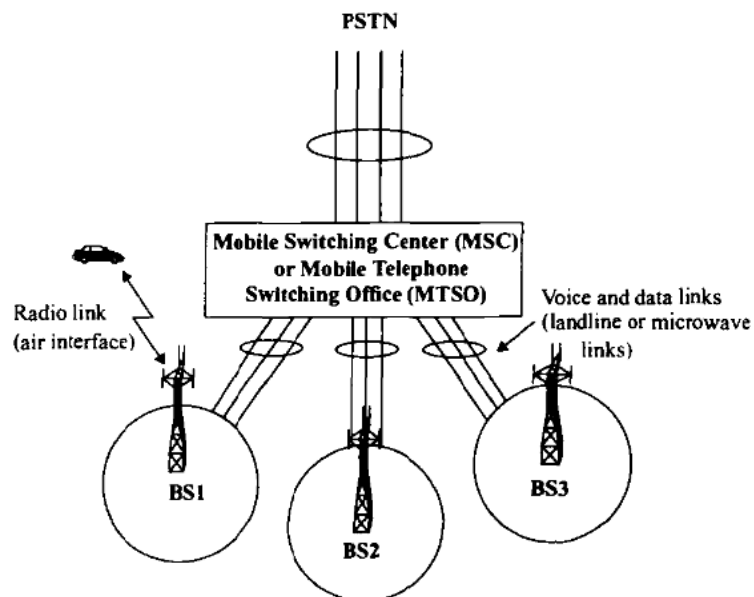 PSTN
Mobile Switching Center (MSC)
or Mobile Telephone
Switching Office (MTSO)
Radio link
(air interface)
Voice and data links
(landline or microwave
links)
BS1
BS2
BS3